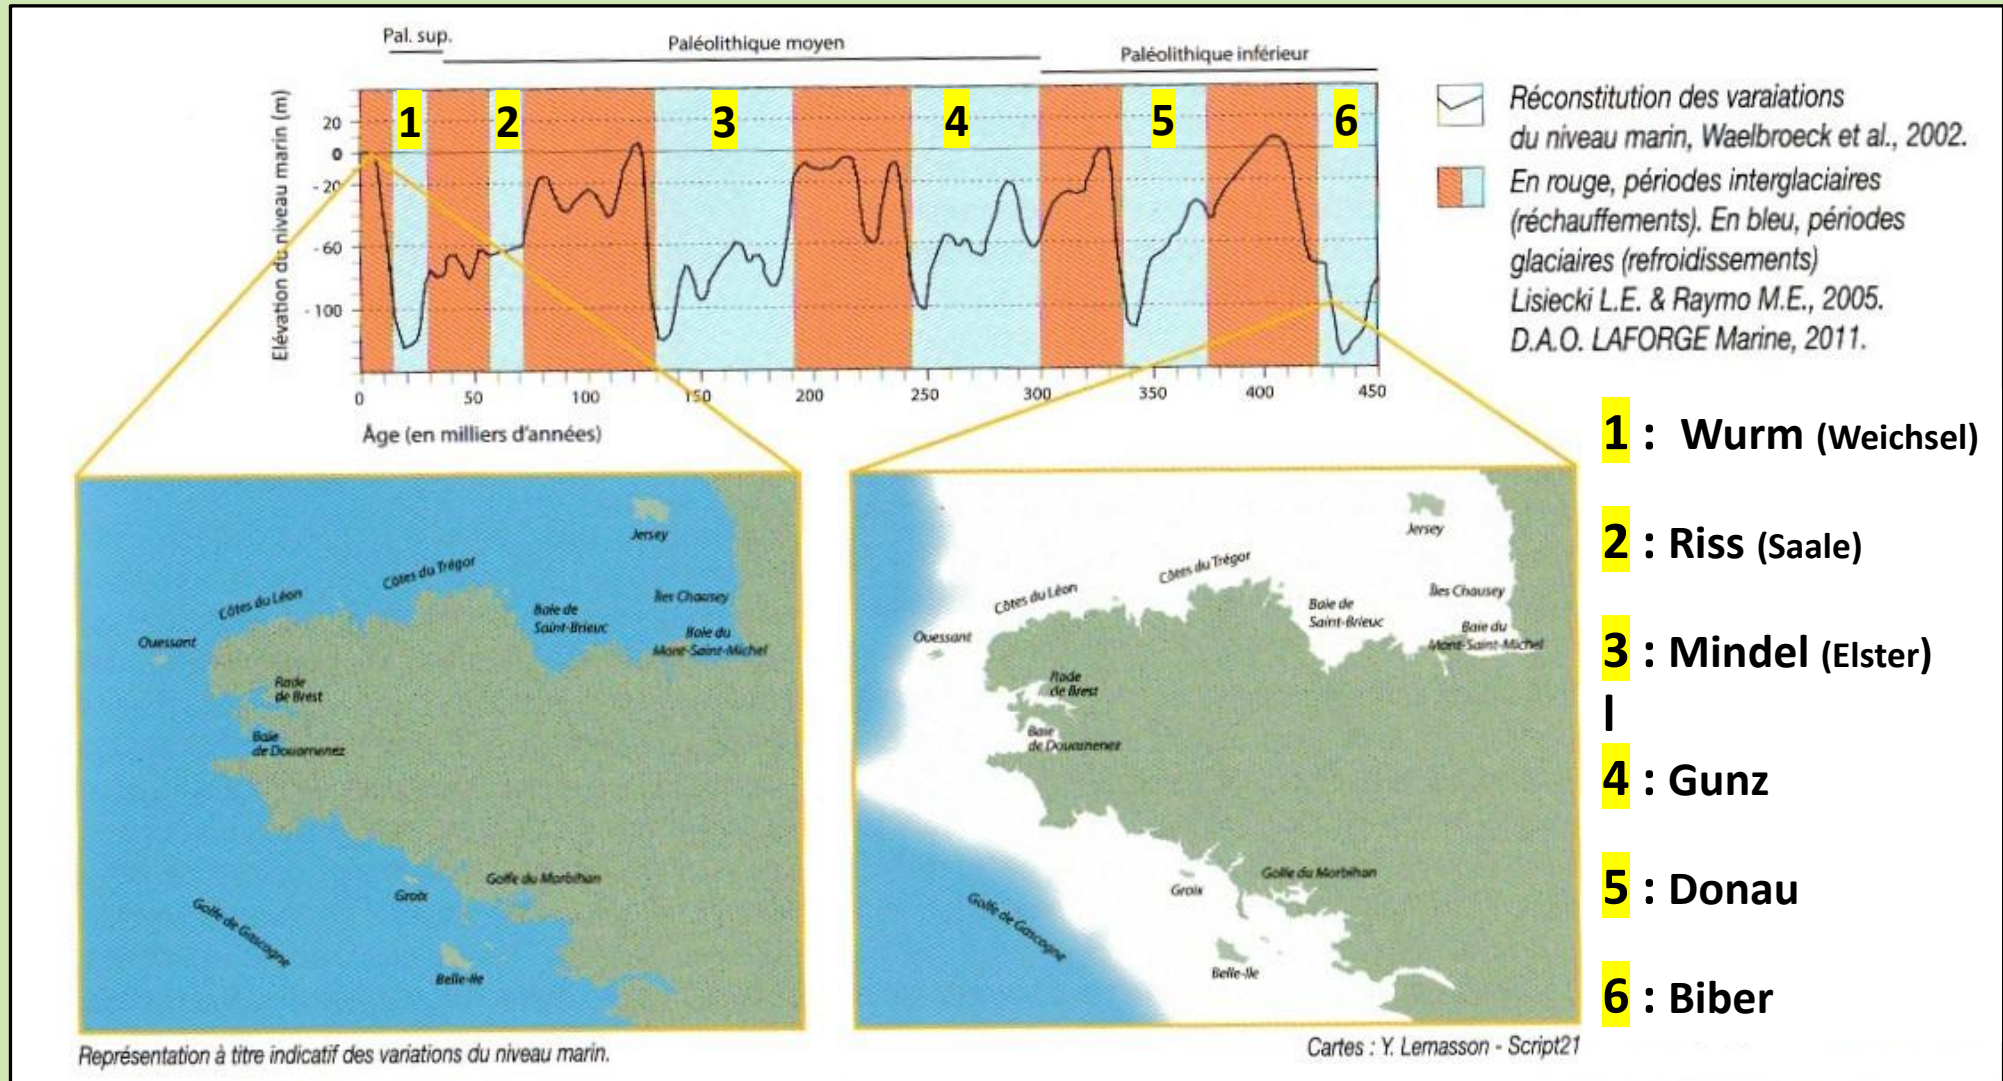 Pal. sup.
Paléolithique moyen
Paléolithique inférieur
1
2
3
4
5
6
Elévation du niveau marin (m)
20
0
- 20
- 60
- 100
0
50
100
150
200
250
300
350
400
450
Âge (en milliers d'années)
Réconstitution des varaiations
du niveau marin, Waelbroeck et al., 2002.
En rouge, périodes interglaciaires
(réchauffements). En bleu, périodes
glaciaires (refroidissements)
Lisiecki L.E. & Raymo M.E., 2005.
D.A.O. LAFORGE Marine, 2011.
1 : Wurm (Weichsel)
2 : Riss (Saale)
3 : Mindel (Elster)
l
4 : Gunz
5 : Donau
6 : Biber
Jersey
Côtes du Trégor
Côtes du Léon
Îles Chausey
Baie de
Saint-Brieuc
Ouessant
Baie du
Mont-Saint-Michel
Rade
de Brest
Baie
de Douarnenez
Golfe du Morbihan
Groix
Golfe de Gascogne
Belle-Ile
Jersey
Côtes du Trégor
Côtes du Léon
Îles Chausey
Baie de
Saint-Brieuc
Ouessant
Baie du
Mont-Saint-Michel
Rade
de Brest
Baie
de Douarnenez
Golfe du Morbihan
Groix
Golfe de Gascogne
Belle-Ile
Représentation à titre indicatif des variations du niveau marin.
Cartes : Y. Lemasson - Script21